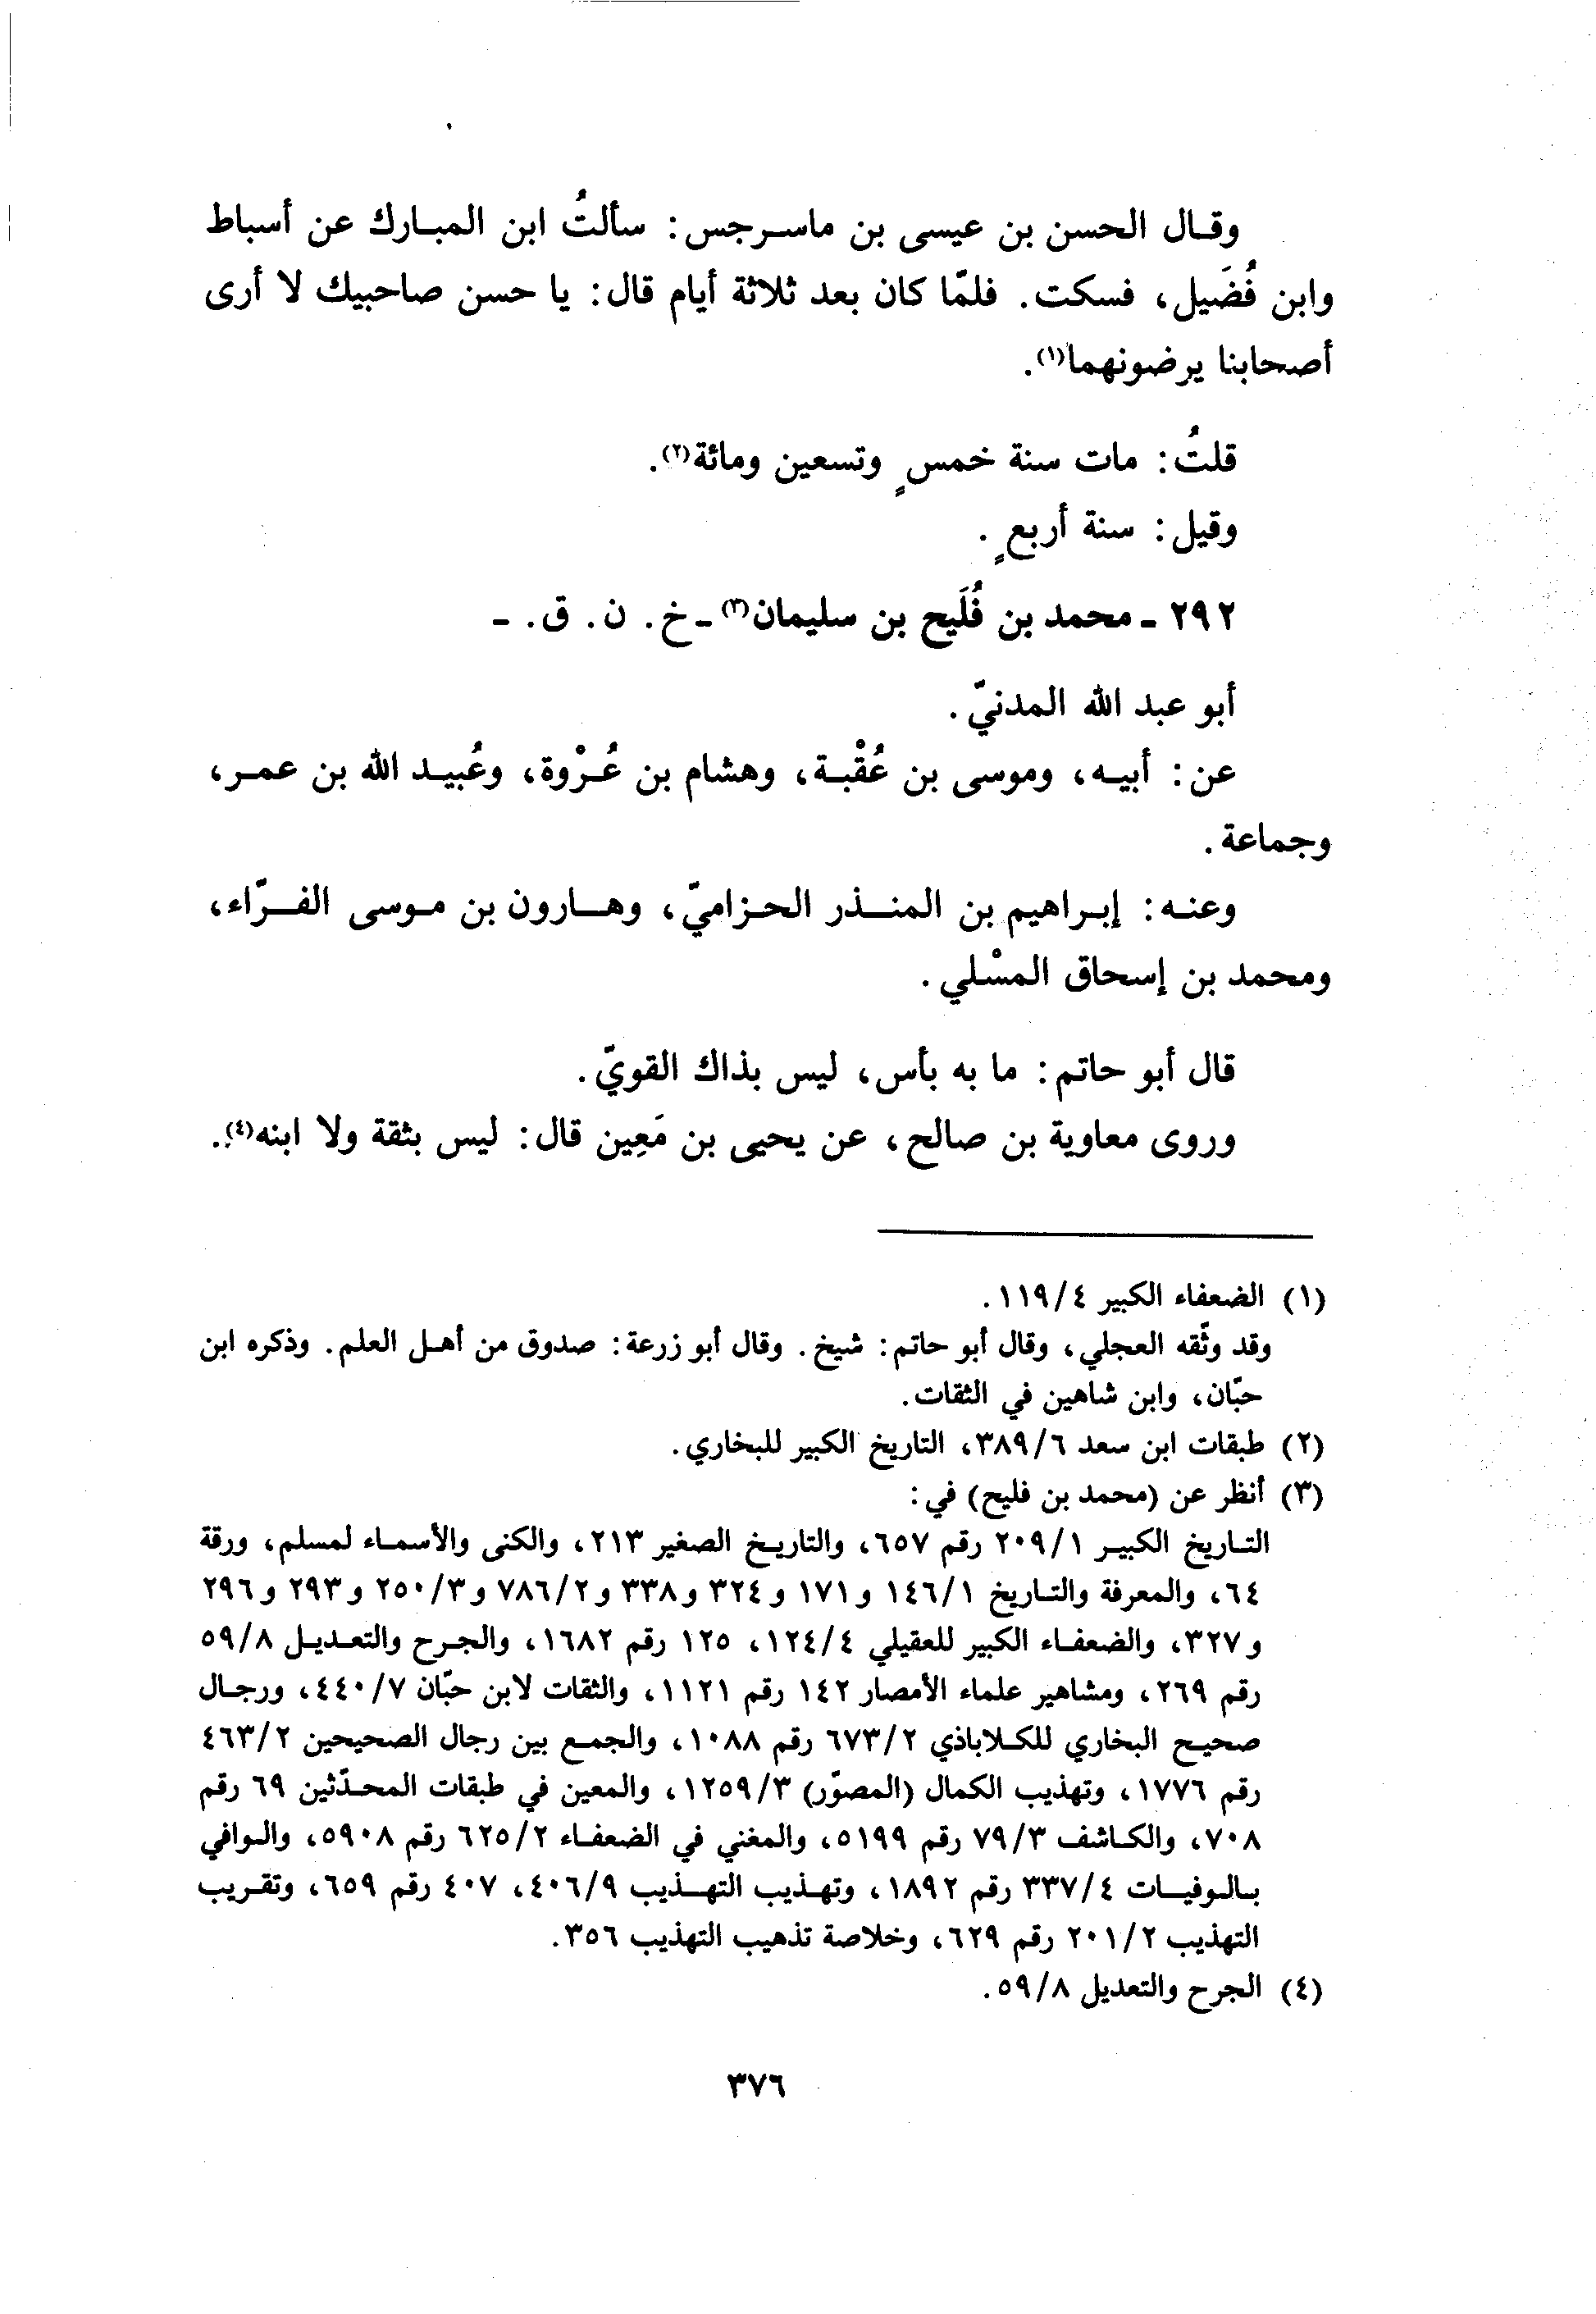 وقال الحسن بن عيسى بن ماسرجس: سألتُ ابن المبارك عن أسباط
وابن فُضَيل، فسكت. فلمّا كان بعد ثلاثة أيام قال: يا حسن صاحبيك لا أرى
أصحابنا يرضونهما(١).
قلتُ: مات سنة خمسٍ وتسعين ومائة(٢).
وقيل: سنة أربعٍ.
٢٩٢ - محمد بن فُلَيح بن سليمان(٣) - خ. ن. ق. -
أبو عبد الله المدنيّ.
عن: أبيه، وموسى بن عُقْبة، وهشام بن عُرْوة، وعُبيد الله بن عمر،
وجماعة.
وعنه: إبراهيم بن المنذر الحزاميّ، وهارون بن موسى الفرّاء،
ومحمد بن إسحاق المسْلي.
قال أبو حاتم: ما به بأس، ليس بذاك القويّ.
وروى معاوية بن صالح، عن يحيى بن مَعِين قال: ليس بثقة ولا ابنه(٤).
(١) الضعفاء الكبير ١١٩/٤.
وقد وثّقه العجلي، وقال أبو حاتم: شيخ. وقال أبو زرعة: صدوق من أهل العلم. وذكره ابن
حبّان، وابن شاهين في الثقات.
(٢) طبقات ابن سعد ٣٨٩/٦، التاريخ الكبير للبخاري.
(٣) أنظر عن (محمد بن فليح) في:
التاريخ الكبير ٢٠٩/١ رقم ٦٥٧، والتاريخ الصغير ٢١٣، والكنى والأسماء لمسلم، ورقة
٦٤، والمعرفة والتاريخ ١٤٦/١ و١٧١ و٣٢٤ و٣٣٨ و٧٨٦/٢ و٢٥٠/٣ و٢٩٣ و٢٩٦
و٣٢٧، والضعفاء الكبير للعقيلي ١٢٤/٤، ١٢٥ رقم ١٦٨٢، والجرح والتعديل ٥٩/٨
رقم ٢٦٩، ومشاهير علماء الأمصار ١٤٢ رقم ١١٢١، والثقات لابن حبّان ٤٤٠/٧، ورجال
صحيح البخاري للكلاباذي ٦٧٣/٢ رقم ١٠٨٨، والجمع بين رجال الصحيحين ٤٦٣/٢
رقم ١٧٧٦، وتهذيب الكمال (المصوّر) ١٢٥٩/٣، والمعين في طبقات المحدّثين ٦٩ رقم
٧٠٨، والكاشف ٧٩/٣ رقم ٥١٩٩، والمغني في الضعفاء ٦٢٥/٢ رقم ٥٩٠٨، والوافي
بالوفيات ٣٣٧/٤ رقم ١٨٩٢، وتهذيب التهذيب ٤٠٦/٩، ٤٠٧ رقم ٦٥٩، وتقريب
التهذيب ٢٠١/٢ رقم ٦٢٩، وخلاصة تذهيب التهذيب ٣٥٦.
(٤) الجرح والتعديل ٥٩/٨.
٣٧٦